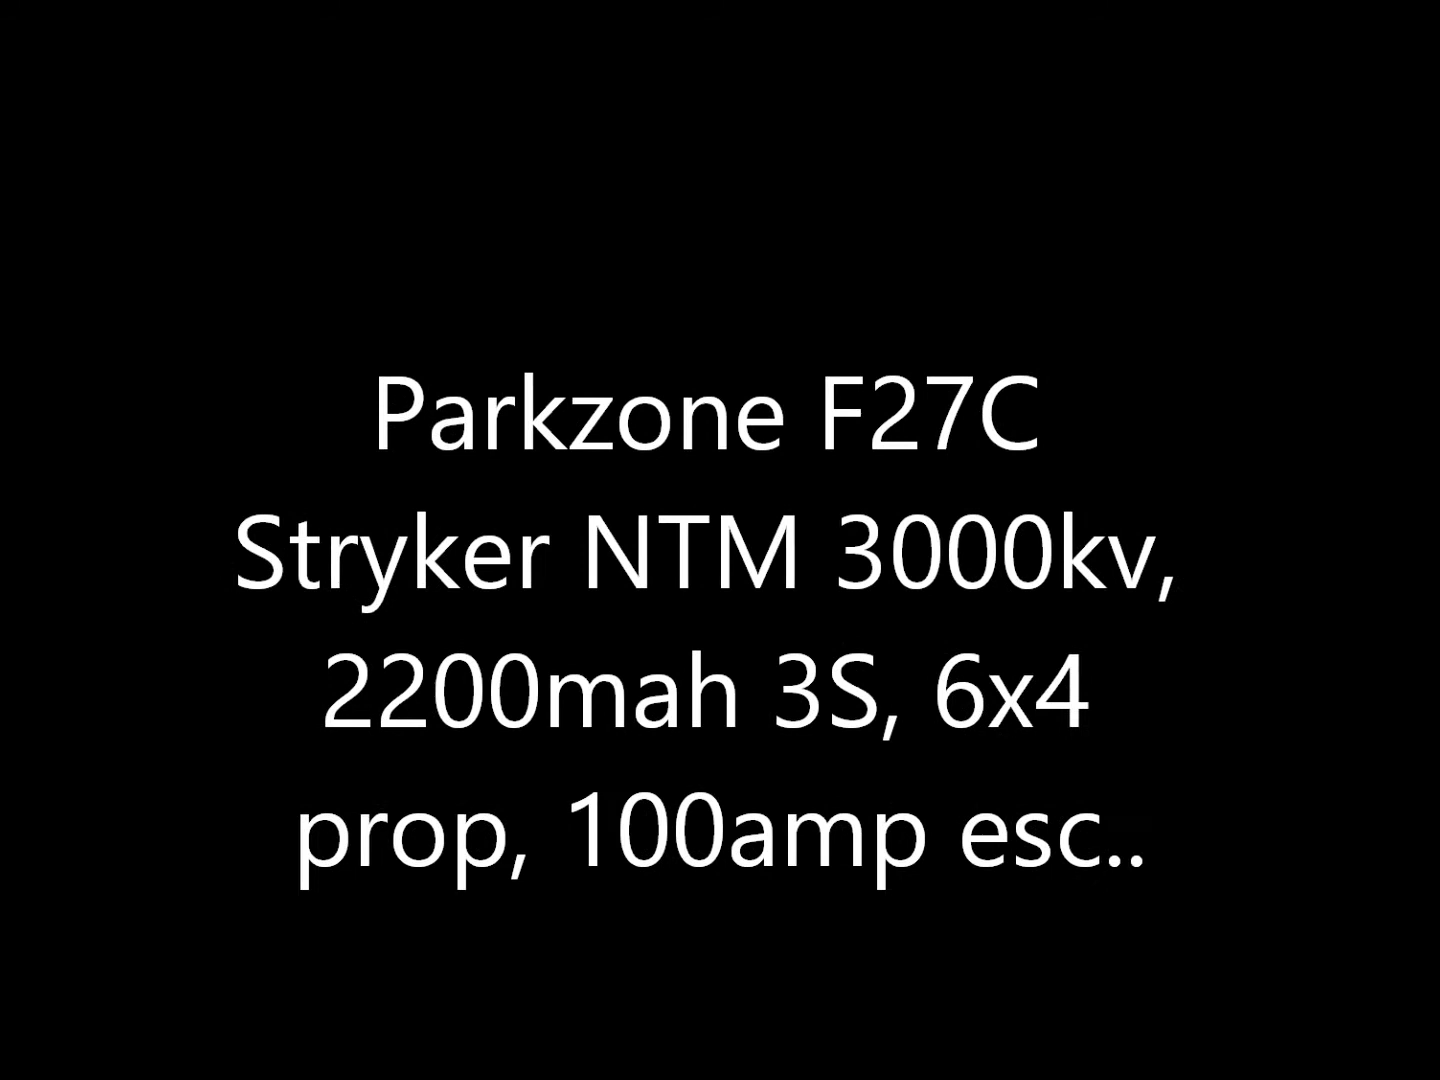 Parkzone F27C
Stryker NTM 3000kv,
2200mah 3S, 6x4
prop, 100amp esc..